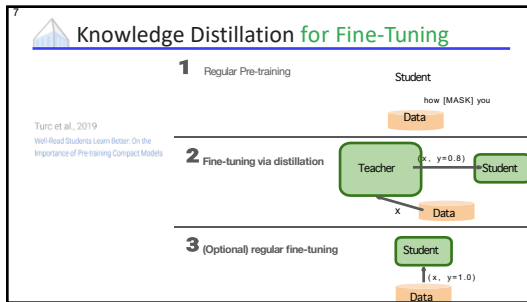 7
Knowledge Distillation for Fine-Tuning
1 Regular Pre-training
Student
how [MASK] you
Data
Turc et al., 2019
Well-Read Students Learn Better: On the
Importance of Pre-training Compact Models
2 Fine-tuning via distillation
Teacher
(x, y=0.8)
Student
x
Data
3 (Optional) regular fine-tuning
Student
(x, y=1.0)
Data